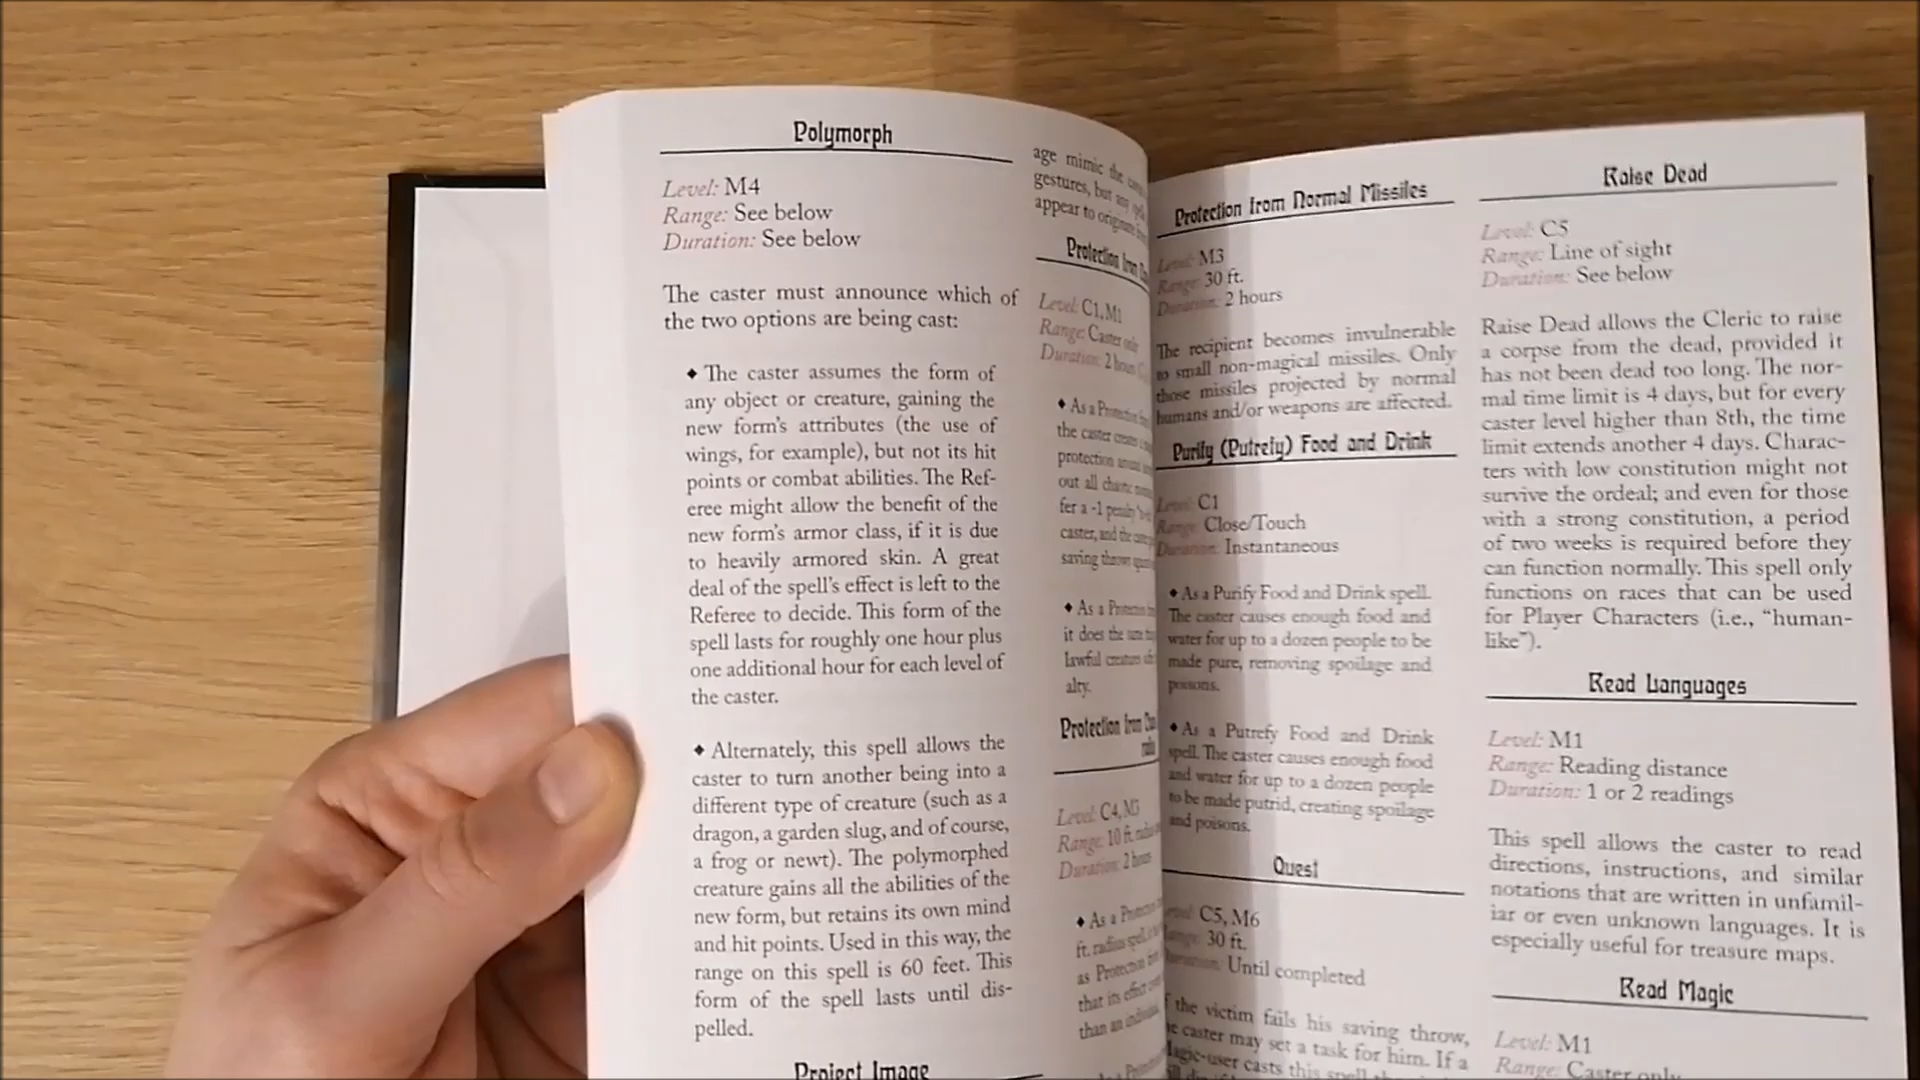 Polymorph
Level: M4
Range: See below
Duration: See below
The caster must announce which of
the two options are being cast:
◆ The caster assumes the form of
any object or creature, gaining the
new form's attributes (the use of
wings, for example), but not its hit
points or combat abilities. The Ref-
eree might allow the benefit of the
new form's armor class, if it is due
to heavily armored skin. A great
deal of the spell's effect is left to the
Referee to decide. This form of the
spell lasts for roughly one hour plus
one additional hour for each level of
the caster.
◆ Alternately, this spell allows the
caster to turn another being into a
different type of creature (such as a
dragon, a garden slug, and of course,
a frog or newt). The polymorphed
creature gains all the abilities of the
new form, but retains its own mind
and hit points. Used in this way, the
range on this spell is 60 feet. This
form of the spell lasts until dis-
pelled.
Project Image
age mimic the
gestures, but any
appear to
Protection from
Level: C1, M1
Range: Caster only
Duration: 2 hours
◆ As a
the caster creates
protection around
out all chaotic
fer a -1 penalty
caster, and the
saving throws
◆ As a
it does the same
lawful creatures
alty.
Protection from
Level: C4, M3
Range: 10 ft. radius
Duration: 2 hours
◆ As a
ft. radius spell,
as Protection
that its effect
than an individual.
Protection from Normal Missiles
Level: M3
Range: 30 ft.
Duration: 2 hours
The recipient becomes invulnerable
to small non-magical missiles. Only
those missiles projected by normal
humans and/or weapons are affected.
Purify (Putrefy) Food and Drink
Level: C1
Range: Close/Touch
Duration: Instantaneous
◆ As a Purify Food and Drink spell.
The caster causes enough food and
water for up to a dozen people to be
made pure, removing spoilage and
poisons.
◆ As a Putrefy Food and Drink
spell. The caster causes enough food
and water for up to a dozen people
to be made putrid, creating spoilage
and poisons.
Quest
Level: C5, M6
Range: 30 ft.
Duration: Until completed
the victim fails his saving throw,
caster may set a task for him. If a
casts this spell
Raise Dead
Level: C5
Range: Line of sight
Duration: See below
Raise Dead allows the Cleric to raise
a corpse from the dead, provided it
has not been dead too long. The nor-
mal time limit is 4 days, but for every
caster level higher than 8th, the time
limit extends another 4 days. Charac-
ters with low constitution might not
survive the ordeal; and even for those
with a strong constitution, a period
of two weeks is required before they
can function normally. This spell only
functions on races that can be used
for Player Characters (i.e., "human-
like").
Read Languages
Level: M1
Range: Reading distance
Duration: 1 or 2 readings
This spell allows the caster to read
directions, instructions, and similar
notations that are written in unfamil-
iar or even unknown languages. It is
especially useful for treasure maps.
Read Magic
Level: M1
Range: Caster only